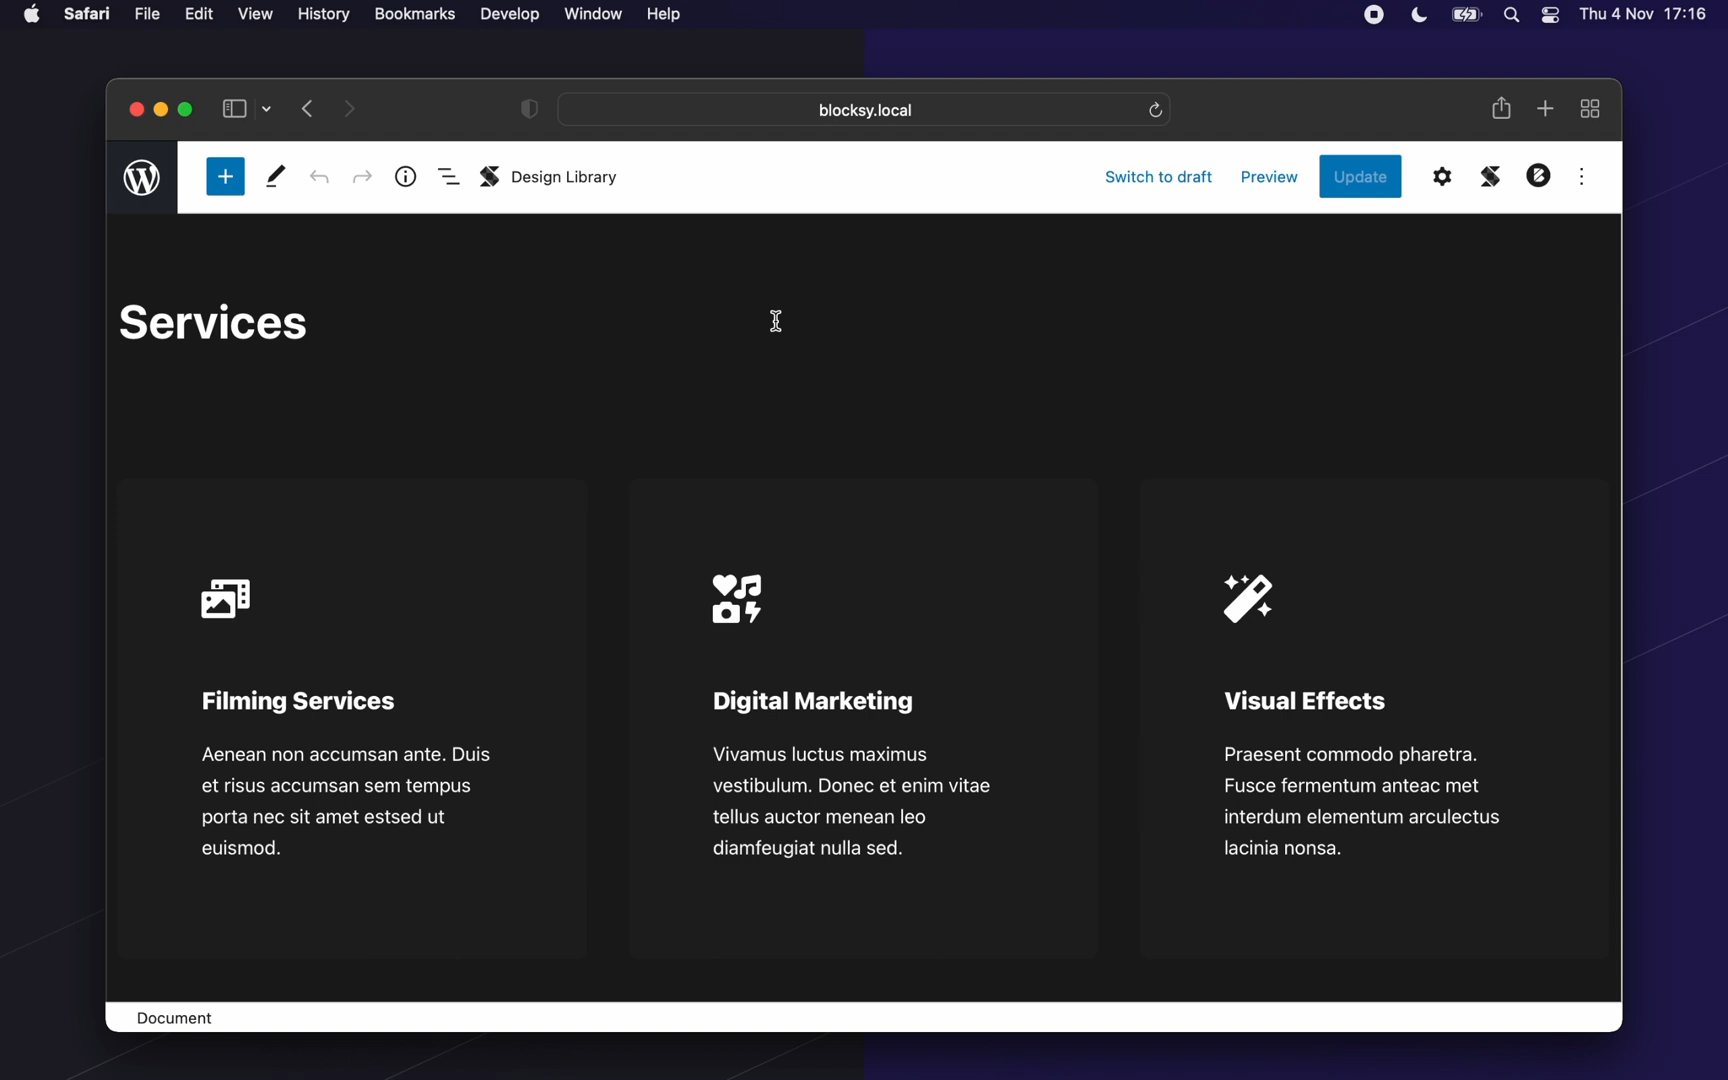 Safari File Edit View History Bookmarks Develop Window Help Thu 4 Nov 17:16
blocksy.local
Design Library Switch to draft Preview Update
Services
Filming Services
Aenean non accumsan ante. Duis
et risus accumsan sem tempus
porta nec sit amet estsed ut
euismod.
Digital Marketing
Vivamus luctus maximus
vestibulum. Donec et enim vitae
tellus auctor menean leo
diamfeugiat nulla sed.
Visual Effects
Praesent commodo pharetra.
Fusce fermentum anteac met
interdum elementum arculectus
lacinia nonsa.
Document